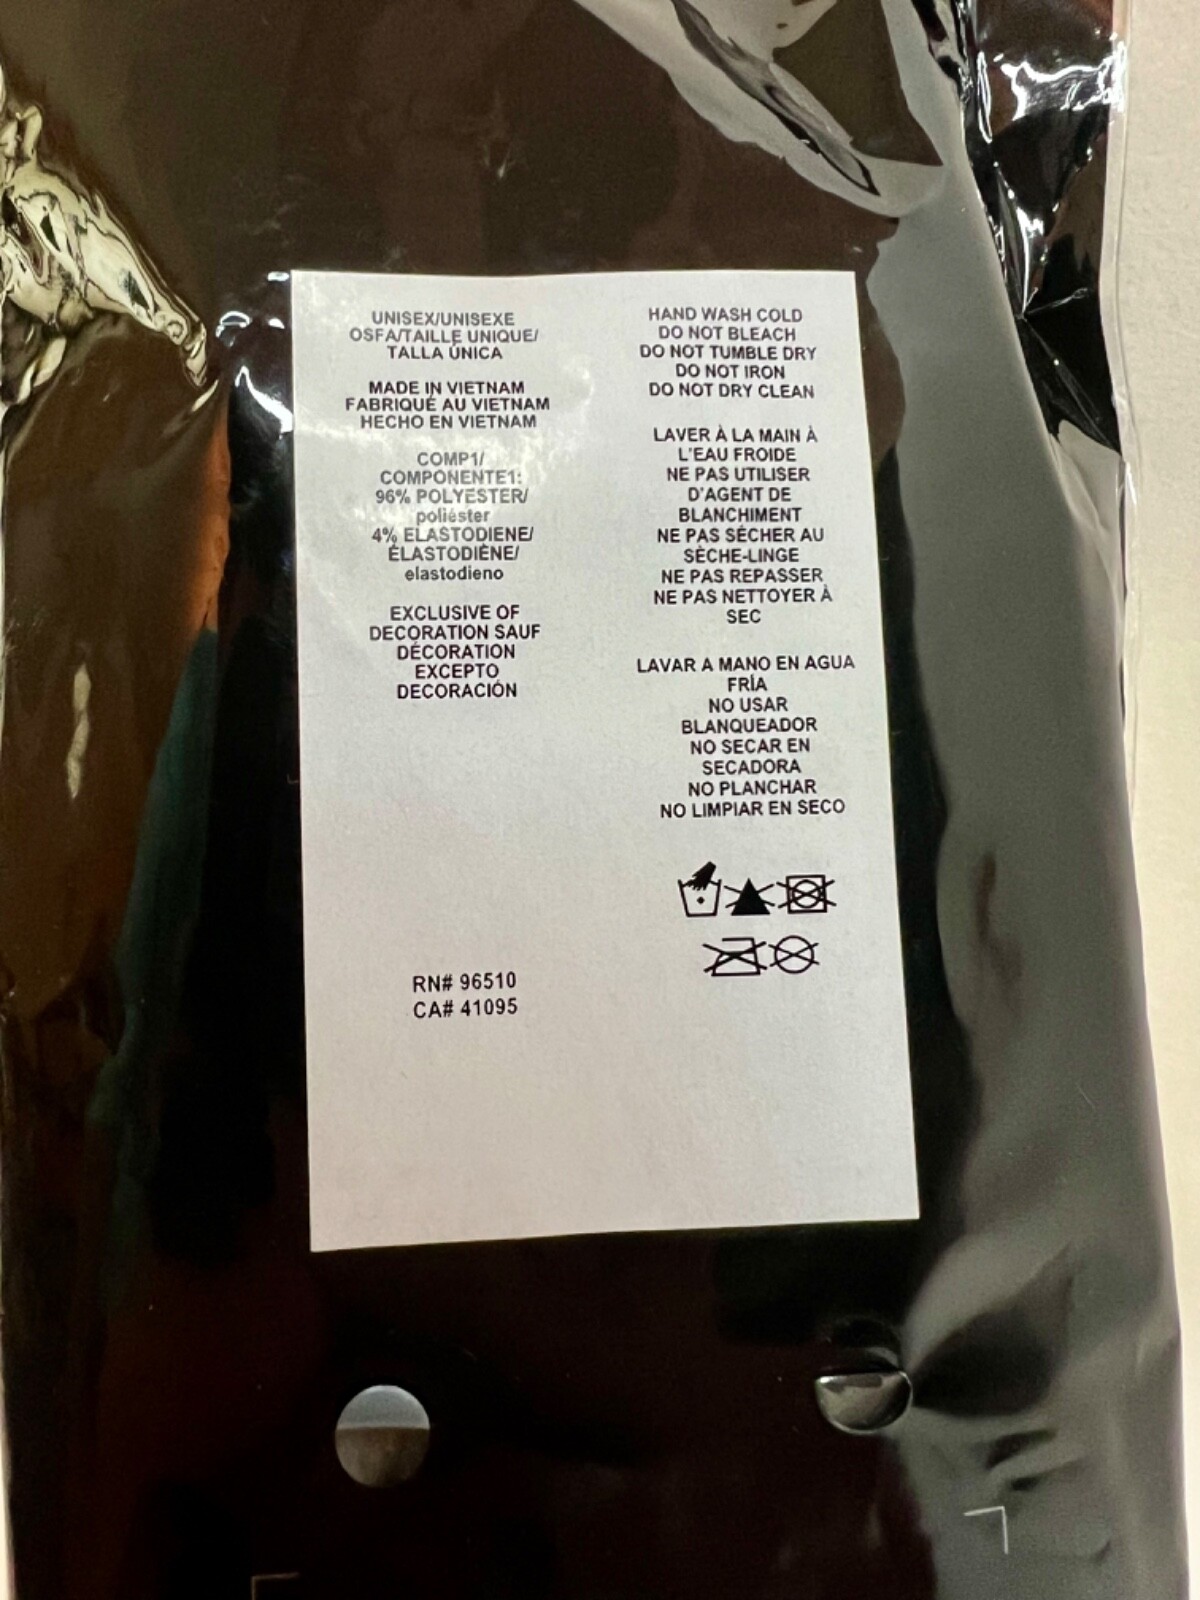 UNISEX/UNISEXE
OSFA/TAILLE UNIQUE/
TALLA ÚNICA
MADE IN VIETNAM
FABRIQUÉ AU VIETNAM
HECHO EN VIETNAM
COMP1/
COMPONENTE1:
96% POLYESTER/
poliéster
4% ELASTODIENE/
ÉLASTODIÈNE/
elastodieno
EXCLUSIVE OF
DECORATION SAUF
DÉCORATION
EXCEPTO
DECORACIÓN
RN# 96510
CA# 41095
HAND WASH COLD
DO NOT BLEACH
DO NOT TUMBLE DRY
DO NOT IRON
DO NOT DRY CLEAN
LAVER À LA MAIN À
L'EAU FROIDE
NE PAS UTILISER
D'AGENT DE
BLANCHIMENT
NE PAS SÉCHER AU
SÈCHE-LINGE
NE PAS REPASSER
NE PAS NETTOYER À
SEC
LAVAR A MANO EN AGUA
FRÍA
NO USAR
BLANQUEADOR
NO SECAR EN
SECADORA
NO PLANCHAR
NO LIMPIAR EN SECO